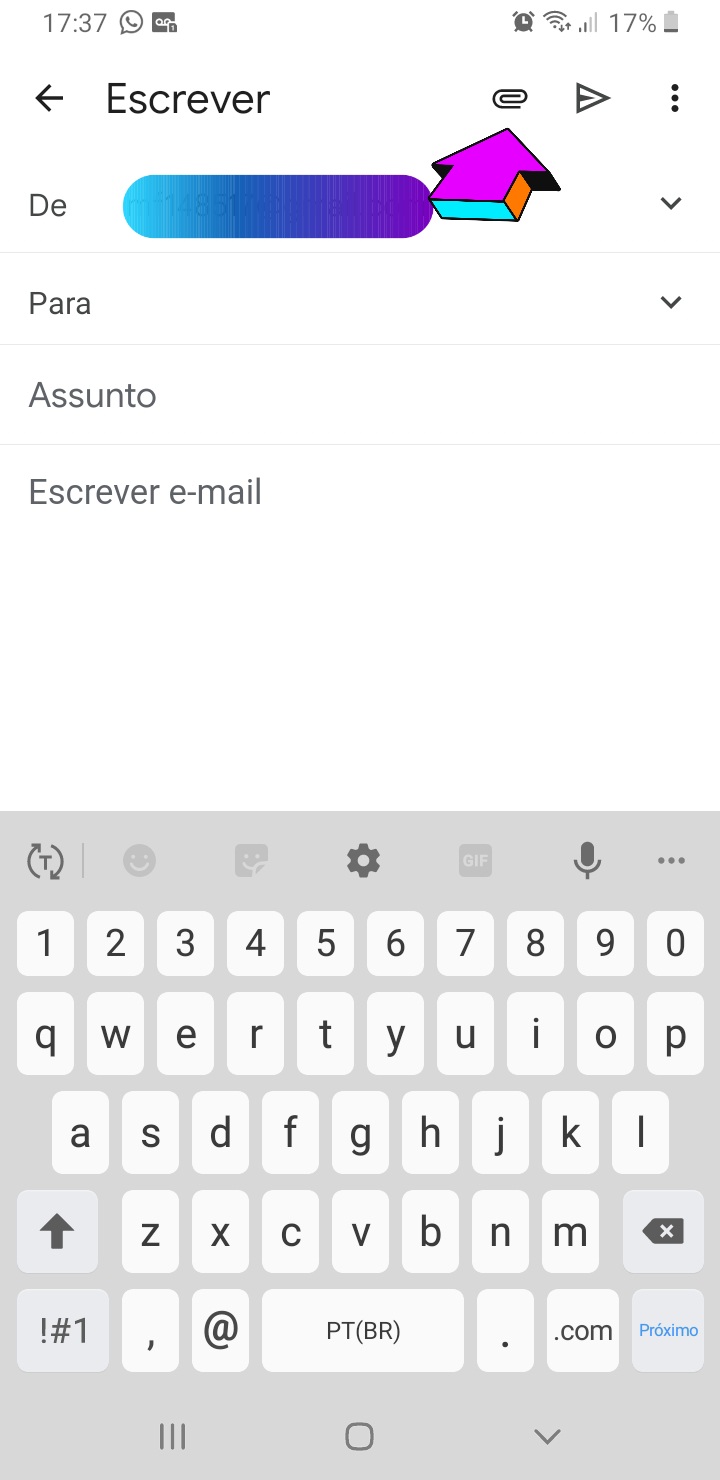 17:37 17%
Escrever
De
Para
Assunto
Escrever e-mail
T GIF
1 2 3 4 5 6 7 8 9 0
q w e r t y u i o p
a s d f g h j k l
z x c v b n m
!#1 , @ PT(BR) . .com Próximo